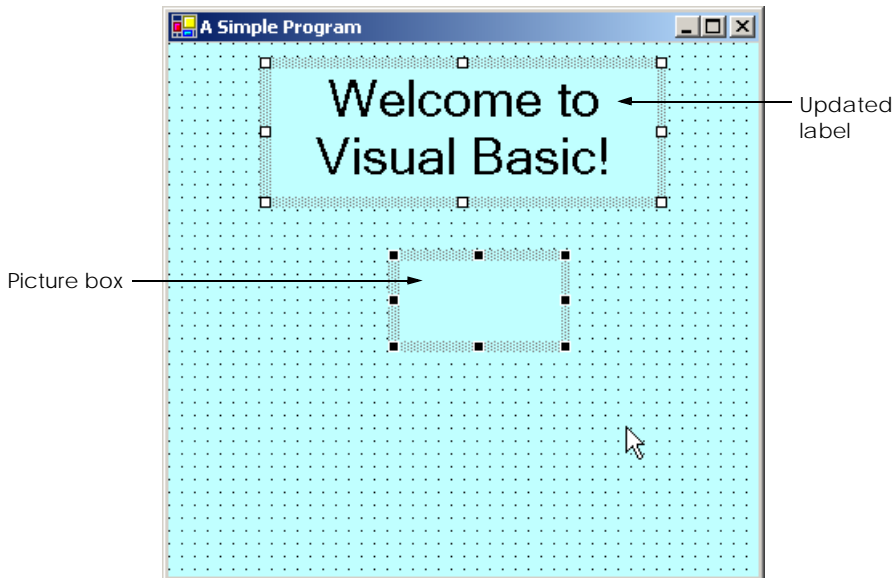 A Simple Program
Welcome to
Visual Basic!
Updated
label
Picture box